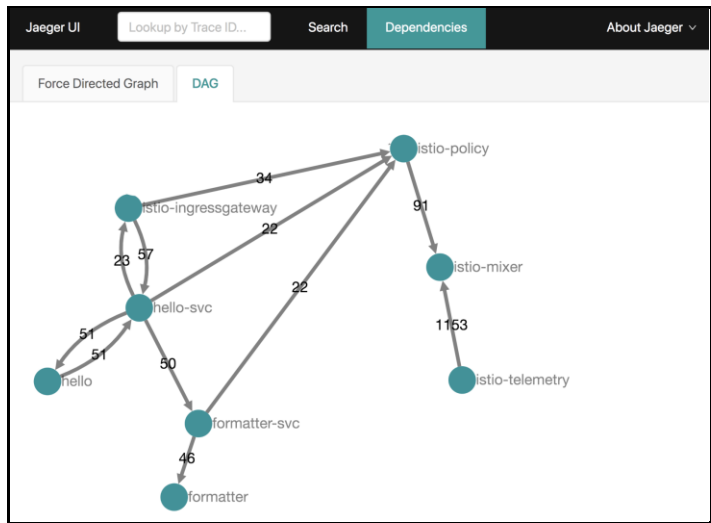 Jaeger UI
Lookup by Trace ID...
Search
Dependencies
About Jaeger
Force Directed Graph
DAG
istio-policy
34
istio-ingressgateway
91
22
23
57
istio-mixer
22
hello-svc
1153
51
51
50
hello
istio-telemetry
formatter-svc
46
formatter